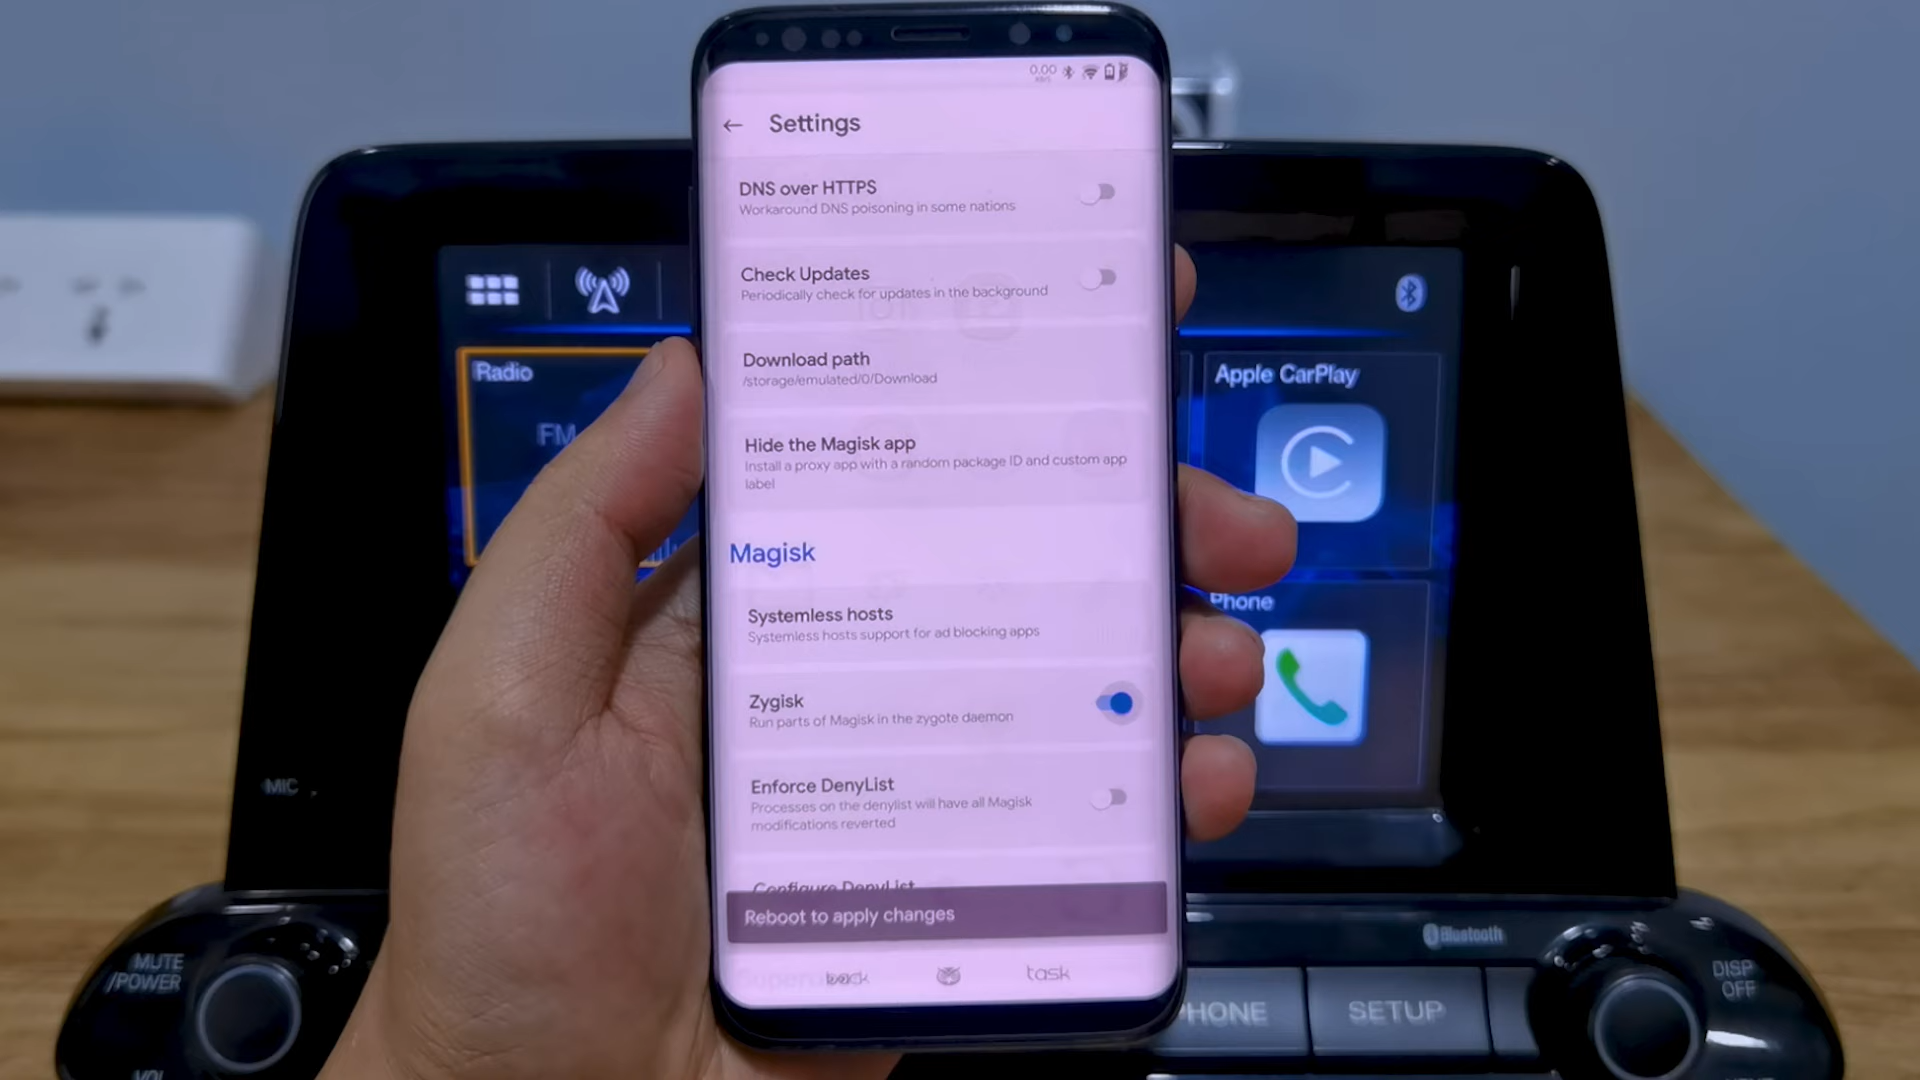 0.00
Settings
DNS over HTTPS
Workaround DNS poisoning in some nations
Check Updates
Periodically check for updates in the background
Download path
/storage/emulated/0/Download
Hide the Magisk app
Install a proxy app with a random package ID and custom app
label
Magisk
Systemless hosts
Systemless hosts support for ad blocking apps
Zygisk
Run parts of Magisk in the zygote daemon
Enforce DenyList
Processes on the denylist will have all Magisk
modifications reverted
Configure DenyList
Reboot to apply changes
back
task
Radio
FM
Apple CarPlay
Phone
MIC
MUTE
/POWER
VOL
Bluetooth
PHONE
SETUP
DISP
OFF